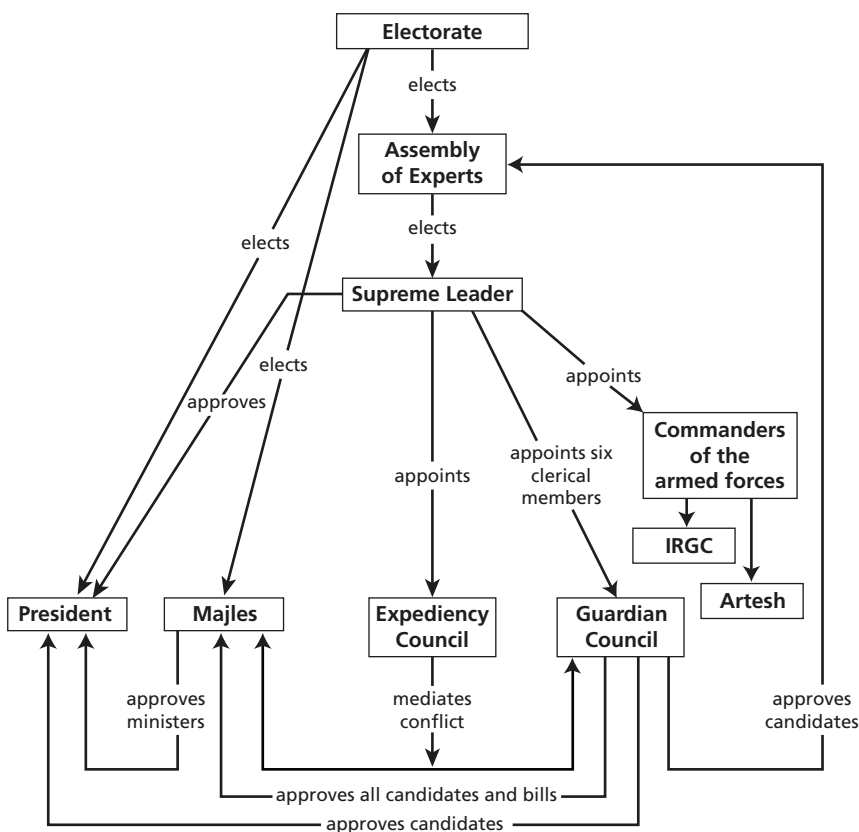 Electorate
elects
Assembly
of Experts
elects
elects
Supreme Leader
elects
appoints
approves
Commanders
of the
armed forces
appoints six
clerical
members
appoints
IRGC
Artesh
President
Majles
Expediency
Council
Guardian
Council
approves
ministers
mediates
conflict
approves
candidates
approves all candidates and bills
approves candidates